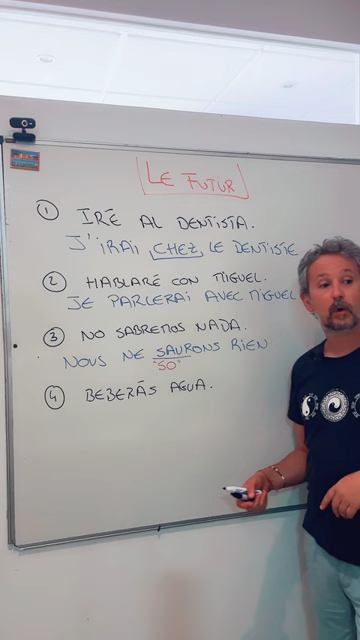 LE FUTUR
1 IRÉ AL DENTISTA.
J'IRAI CHEZ LE DENTISTE
2 HABLARÉ CON MIGUEL.
JE PARLERAI AVEC MIGUEL
3 NO SABREMOS NADA.
NOUS NE SAURONS RIEN
"SO"
4 BEBERÁS AGUA.